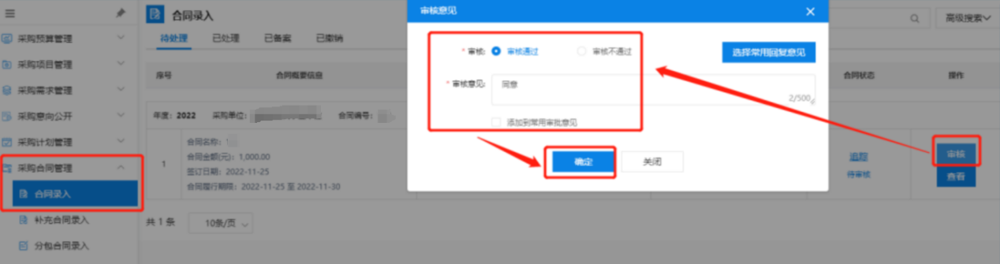 审核意见
合同录入
高级搜索
采购预算管理
待处理
已处理
已备案
已撤销
采购项目管理
* 审核:
审核通过
审核不通过
选择常用回复意见
序号
合同概要信息
合同状态
操作
采购需求管理
* 审核意见:
同意
2/500
采购意向公开
年度: 2022
采购单位:
合同编号:
添加到常用审批意见
采购计划管理
合同名称:
1
合同金额(元): 1,000.00
追踪
审核
确定
关闭
采购合同管理
签订日期: 2022-11-25
待审核
查看
合同录入
合同履行期限: 2022-11-25 至 2022-11-30
补充合同录入
共 1 条
10条/页
分包合同录入